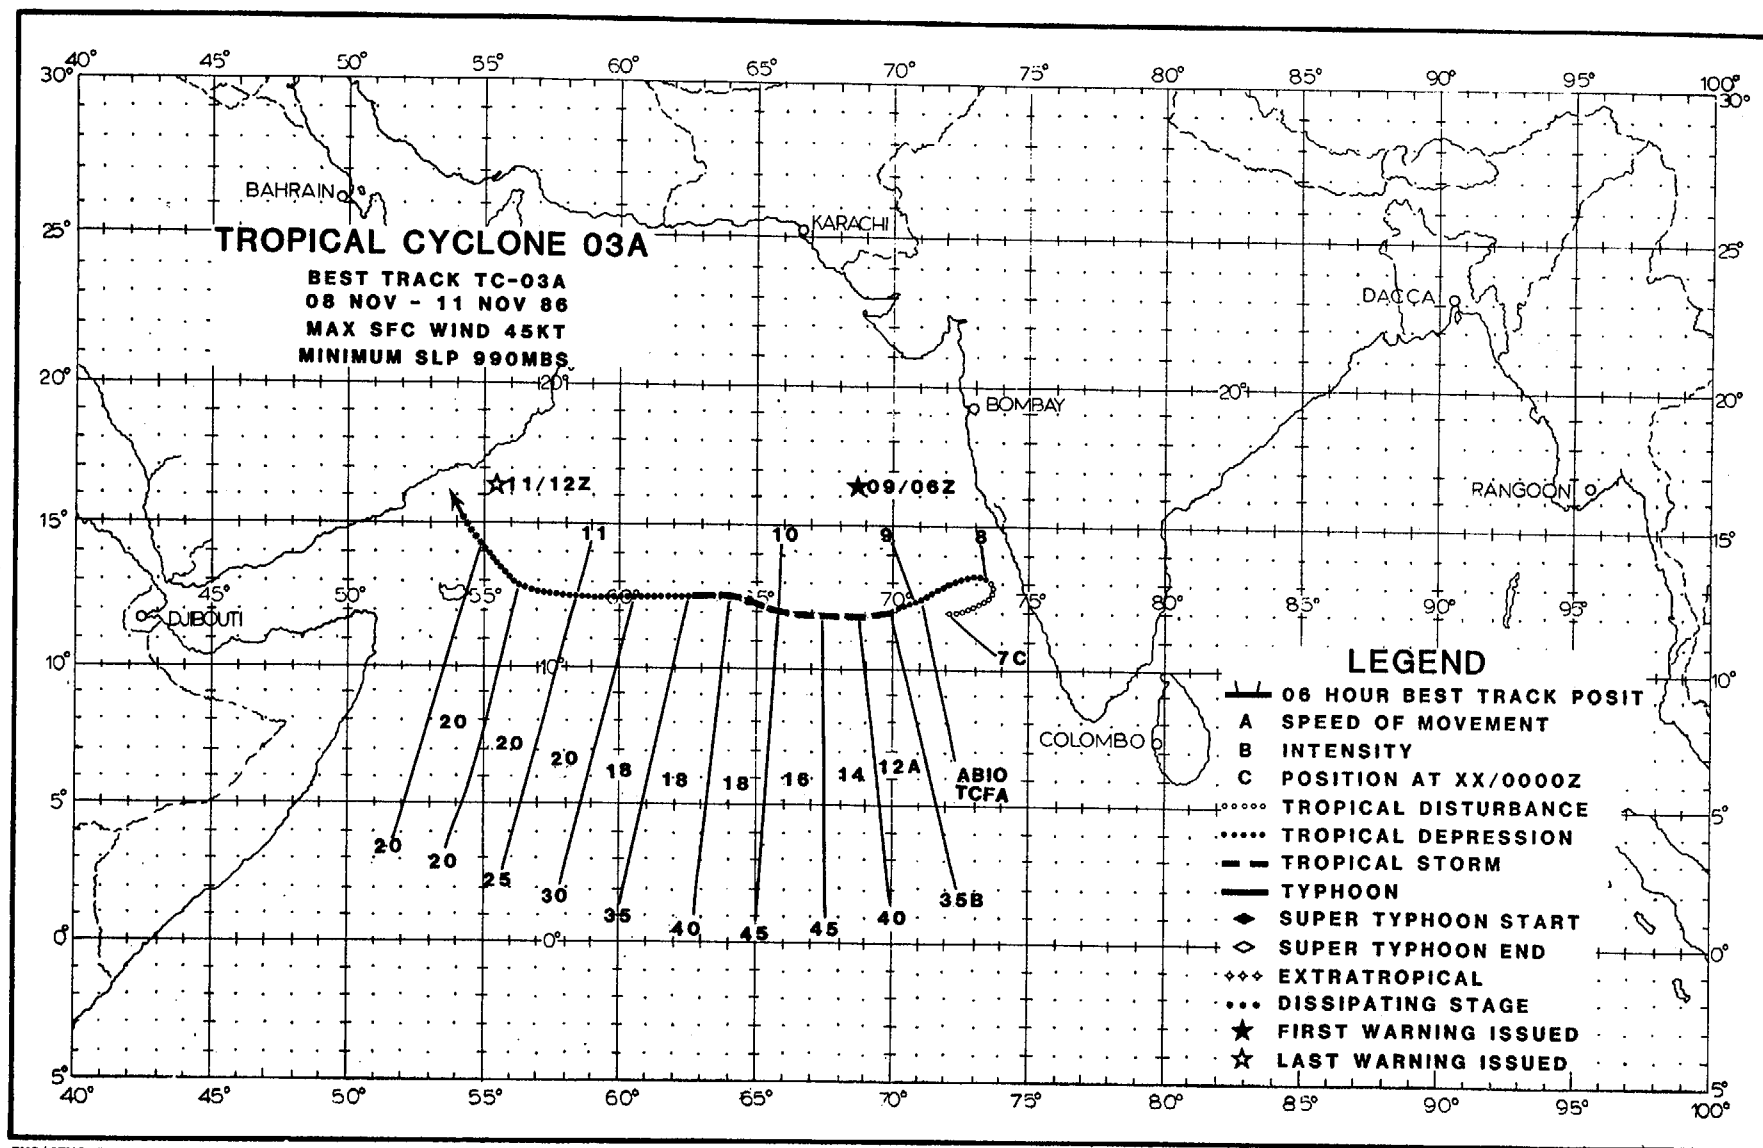 40° 45° 50° 55° 60° 65° 70° 75° 80° 85° 90° 95° 100°
30° 30°
BAHRAIN
KARACHI
25° 25°
TROPICAL CYCLONE 03A
BEST TRACK TC-03A
08 NOV - 11 NOV 86
MAX SFC WIND 45KT
MINIMUM SLP 990MBS
DACCA
20° 20° 20° 20°
BOMBAY
11/12Z 09/06Z
RANGOON
15° 15°
11 10 9 8
45° 50° 55° 60° 65° 70° 75° 80° 85° 90° 95°
DJIBOUTI
7C
10° 10° 10°
COLOMBO
20 20 20 18 18 18 16 14 12A
ABIO
TCFA
5° 5°
20 20 25 30 35 40 45 45 40 35B
0° 0° 0°
LEGEND
06 HOUR BEST TRACK POSIT
A SPEED OF MOVEMENT
B INTENSITY
C POSITION AT XX/0000Z
TROPICAL DISTURBANCE
TROPICAL DEPRESSION
TROPICAL STORM
TYPHOON
SUPER TYPHOON START
SUPER TYPHOON END
EXTRATROPICAL
DISSIPATING STAGE
FIRST WARNING ISSUED
LAST WARNING ISSUED
5° 5°
40° 45° 50° 55° 60° 65° 70° 75° 80° 85° 90° 95° 100°